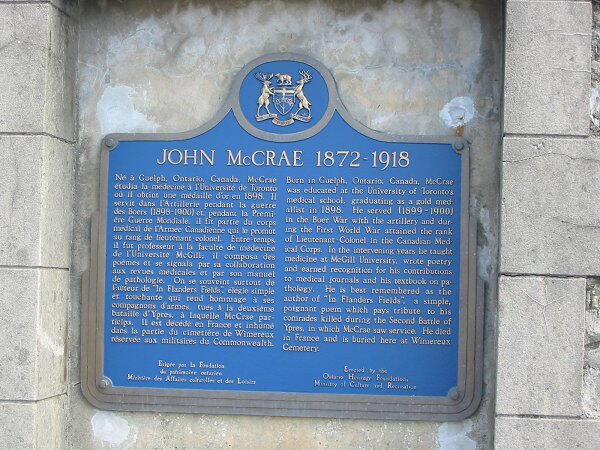 JOHN McCRAE 1872-1918
Né à Guelph, Ontario, Canada, McCrae
étudia la médecine à l'Université de Toronto
où il obtint une médaille d'or en 1898. Il
servit dans l'Artillerie pendant la guerre
des Boers (1898-1900) et, pendant la Premi-
ère Guerre Mondiale, il fit partie du corps
médical de l'Armée Canadienne qui le promut
au rang de lieutenant colonel. Entre-temps,
il fut professeur à la faculté de médecine
de l'Université McGill, il composa des
poèmes et se signala par sa collaboration
aux revues médicales et par son manuel
de pathologie. On se souvient surtout de
l'auteur de "In Flanders Fields", élégie simple
et touchante qui rend hommage à ses
compagnons d'armes, tués à la deuxième
bataille d'Ypres, à laquelle McCrae par-
ticipa. Il est décédé en France et inhumé
dans la partie du cimetière de Wimereux
réservée aux militaires du Commonwealth.
Érigée par la Fondation
du patrimoine ontarien
Ministère des Affaires culturelles et des Loisirs
Born in Guelph, Ontario, Canada, McCrae
was educated at the University of Toronto's
medical school, graduating as a gold med
allist in 1898. He served (1899-1900)
in the Boer War with the artillery and dur-
ing the First World War attained the rank
of Lieutenant-Colonel in the Canadian Med
ical Corps. In the intervening years he taught
medicine at McGill University, wrote poetry
and earned recognition for his contributions
to medical journals and his textbook on pa-
thology. He is best remembered as the
author of "In Flanders Fields", a simple,
poignant poem which pays tribute to his
comrades killed during the Second Battle of
Ypres, in which McCrae saw service. He died
in France and is buried here at Wimereux
Cemetery.
Erected by the
Ontario Heritage Foundation,
Ministry of Culture and Recreation